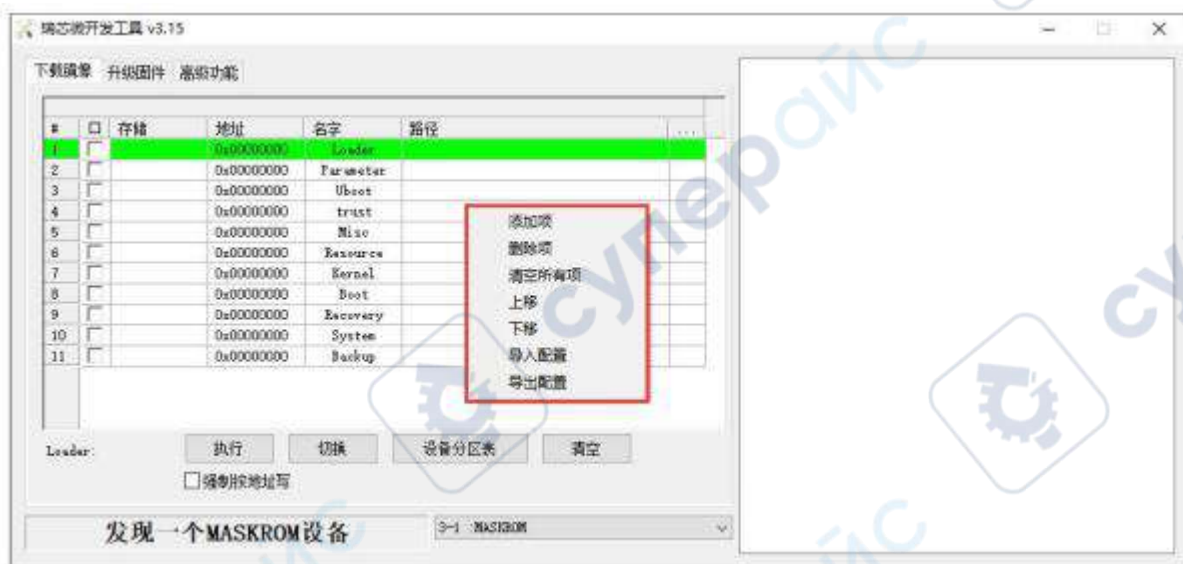 瑞芯微开发工具 v3.15
下载镜像 升级固件 高级功能
# 存储 地址 名字 路径 ...
1 0x00000000 Loader
2 0x00000000 Parameter
3 0x00000000 Uboot
4 0x00000000 trust
5 0x00000000 Misc
6 0x00000000 Resource
7 0x00000000 Kernel
8 0x00000000 Boot
9 0x00000000 Recovery
10 0x00000000 System
11 0x00000000 Backup
添加项
删除项
清空所有项
上移
下移
导入配置
导出配置
Loader: 执行 切换 设备分区表 清空
强制按地址写
发现一个MASKROM设备 3-1 MASKROM
суперайс
су